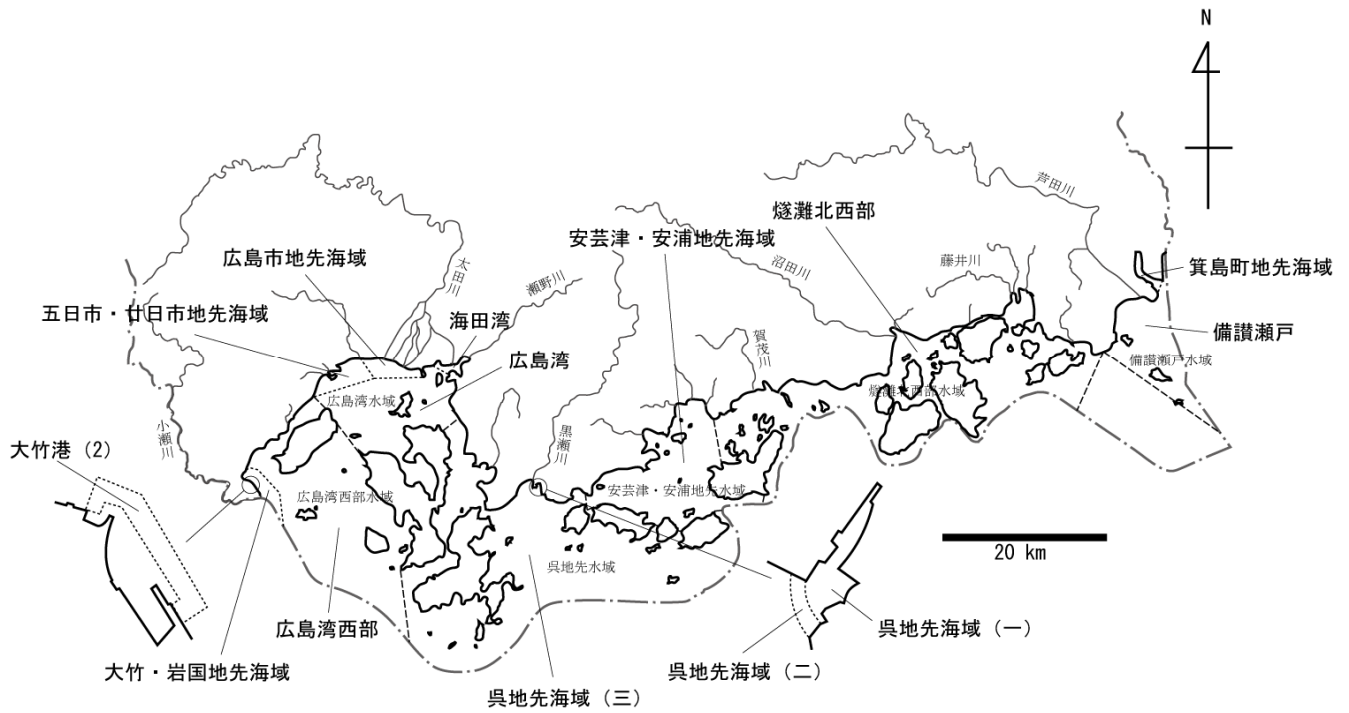 N
芦田川
燧灘北西部
安芸津・安浦地先海域
広島市地先海域
太田川
瀬野川
沼田川
藤井川
箕島町地先海域
五日市・廿日市地先海域
海田湾
備讃瀬戸
賀茂川
広島湾
備讃瀬戸水域
燧灘北西部水域
広島湾水域
小瀬川
黒瀬川
大竹港（2）
広島湾西部水域
安芸津・安浦地先水域
20 km
呉地先水域
広島湾西部
呉地先海域（一）
大竹・岩国地先海域
呉地先海域（二）
呉地先海域（三）